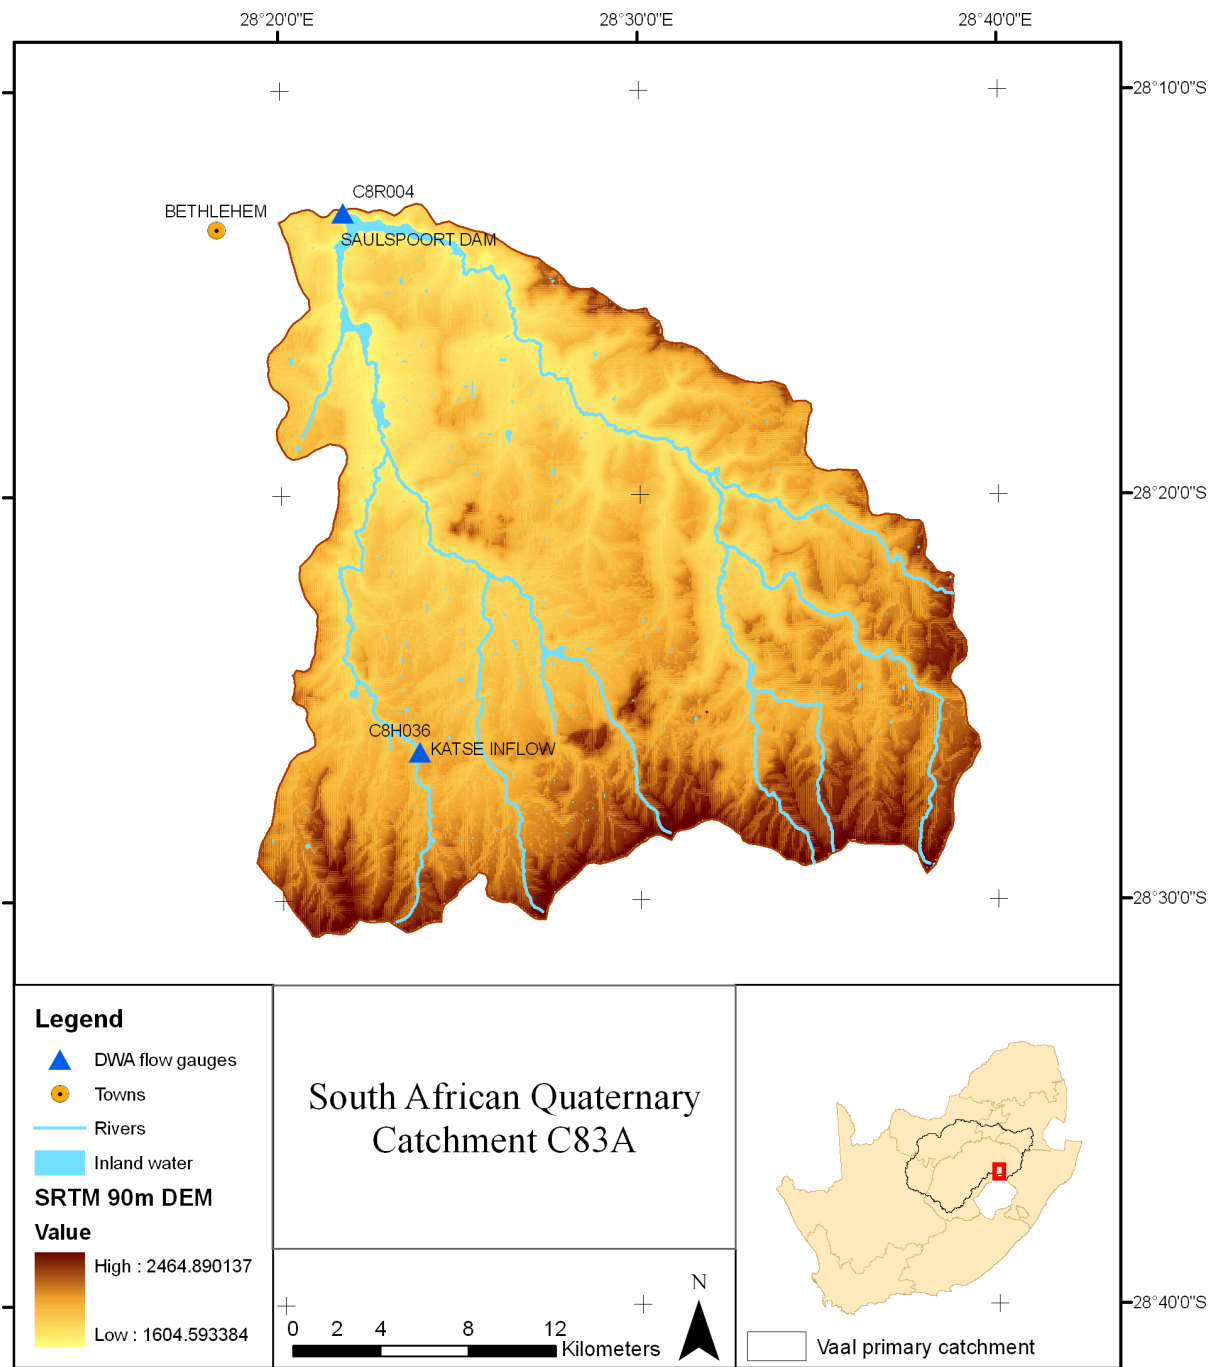 28°20'0"E
28°30'0"E
28°40'0"E
28°10'0"S
C8R004
BETHLEHEM
SAULSPOORT DAM
28°20'0"S
C8H036
KATSE INFLOW
28°30'0"S
Legend
DWA flow gauges
Towns
Rivers
Inland water
SRTM 90m DEM
Value
High : 2464.890137
Low : 1604.593384
South African Quaternary
Catchment C83A
N
0 2 4 8 12
Kilometers
28°40'0"S
Vaal primary catchment